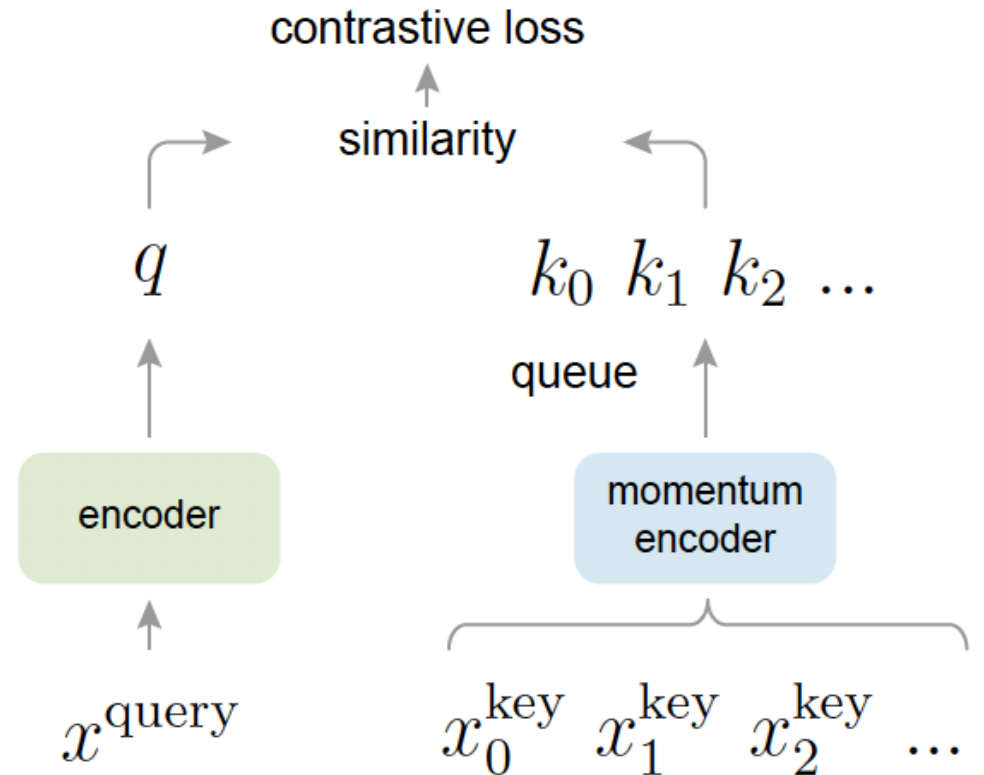 contrastive loss
similarity
q
k₀ k₁ k₂ ...
queue
encoder
momentum
encoder
x^query
x₀^key x₁^key x₂^key ...